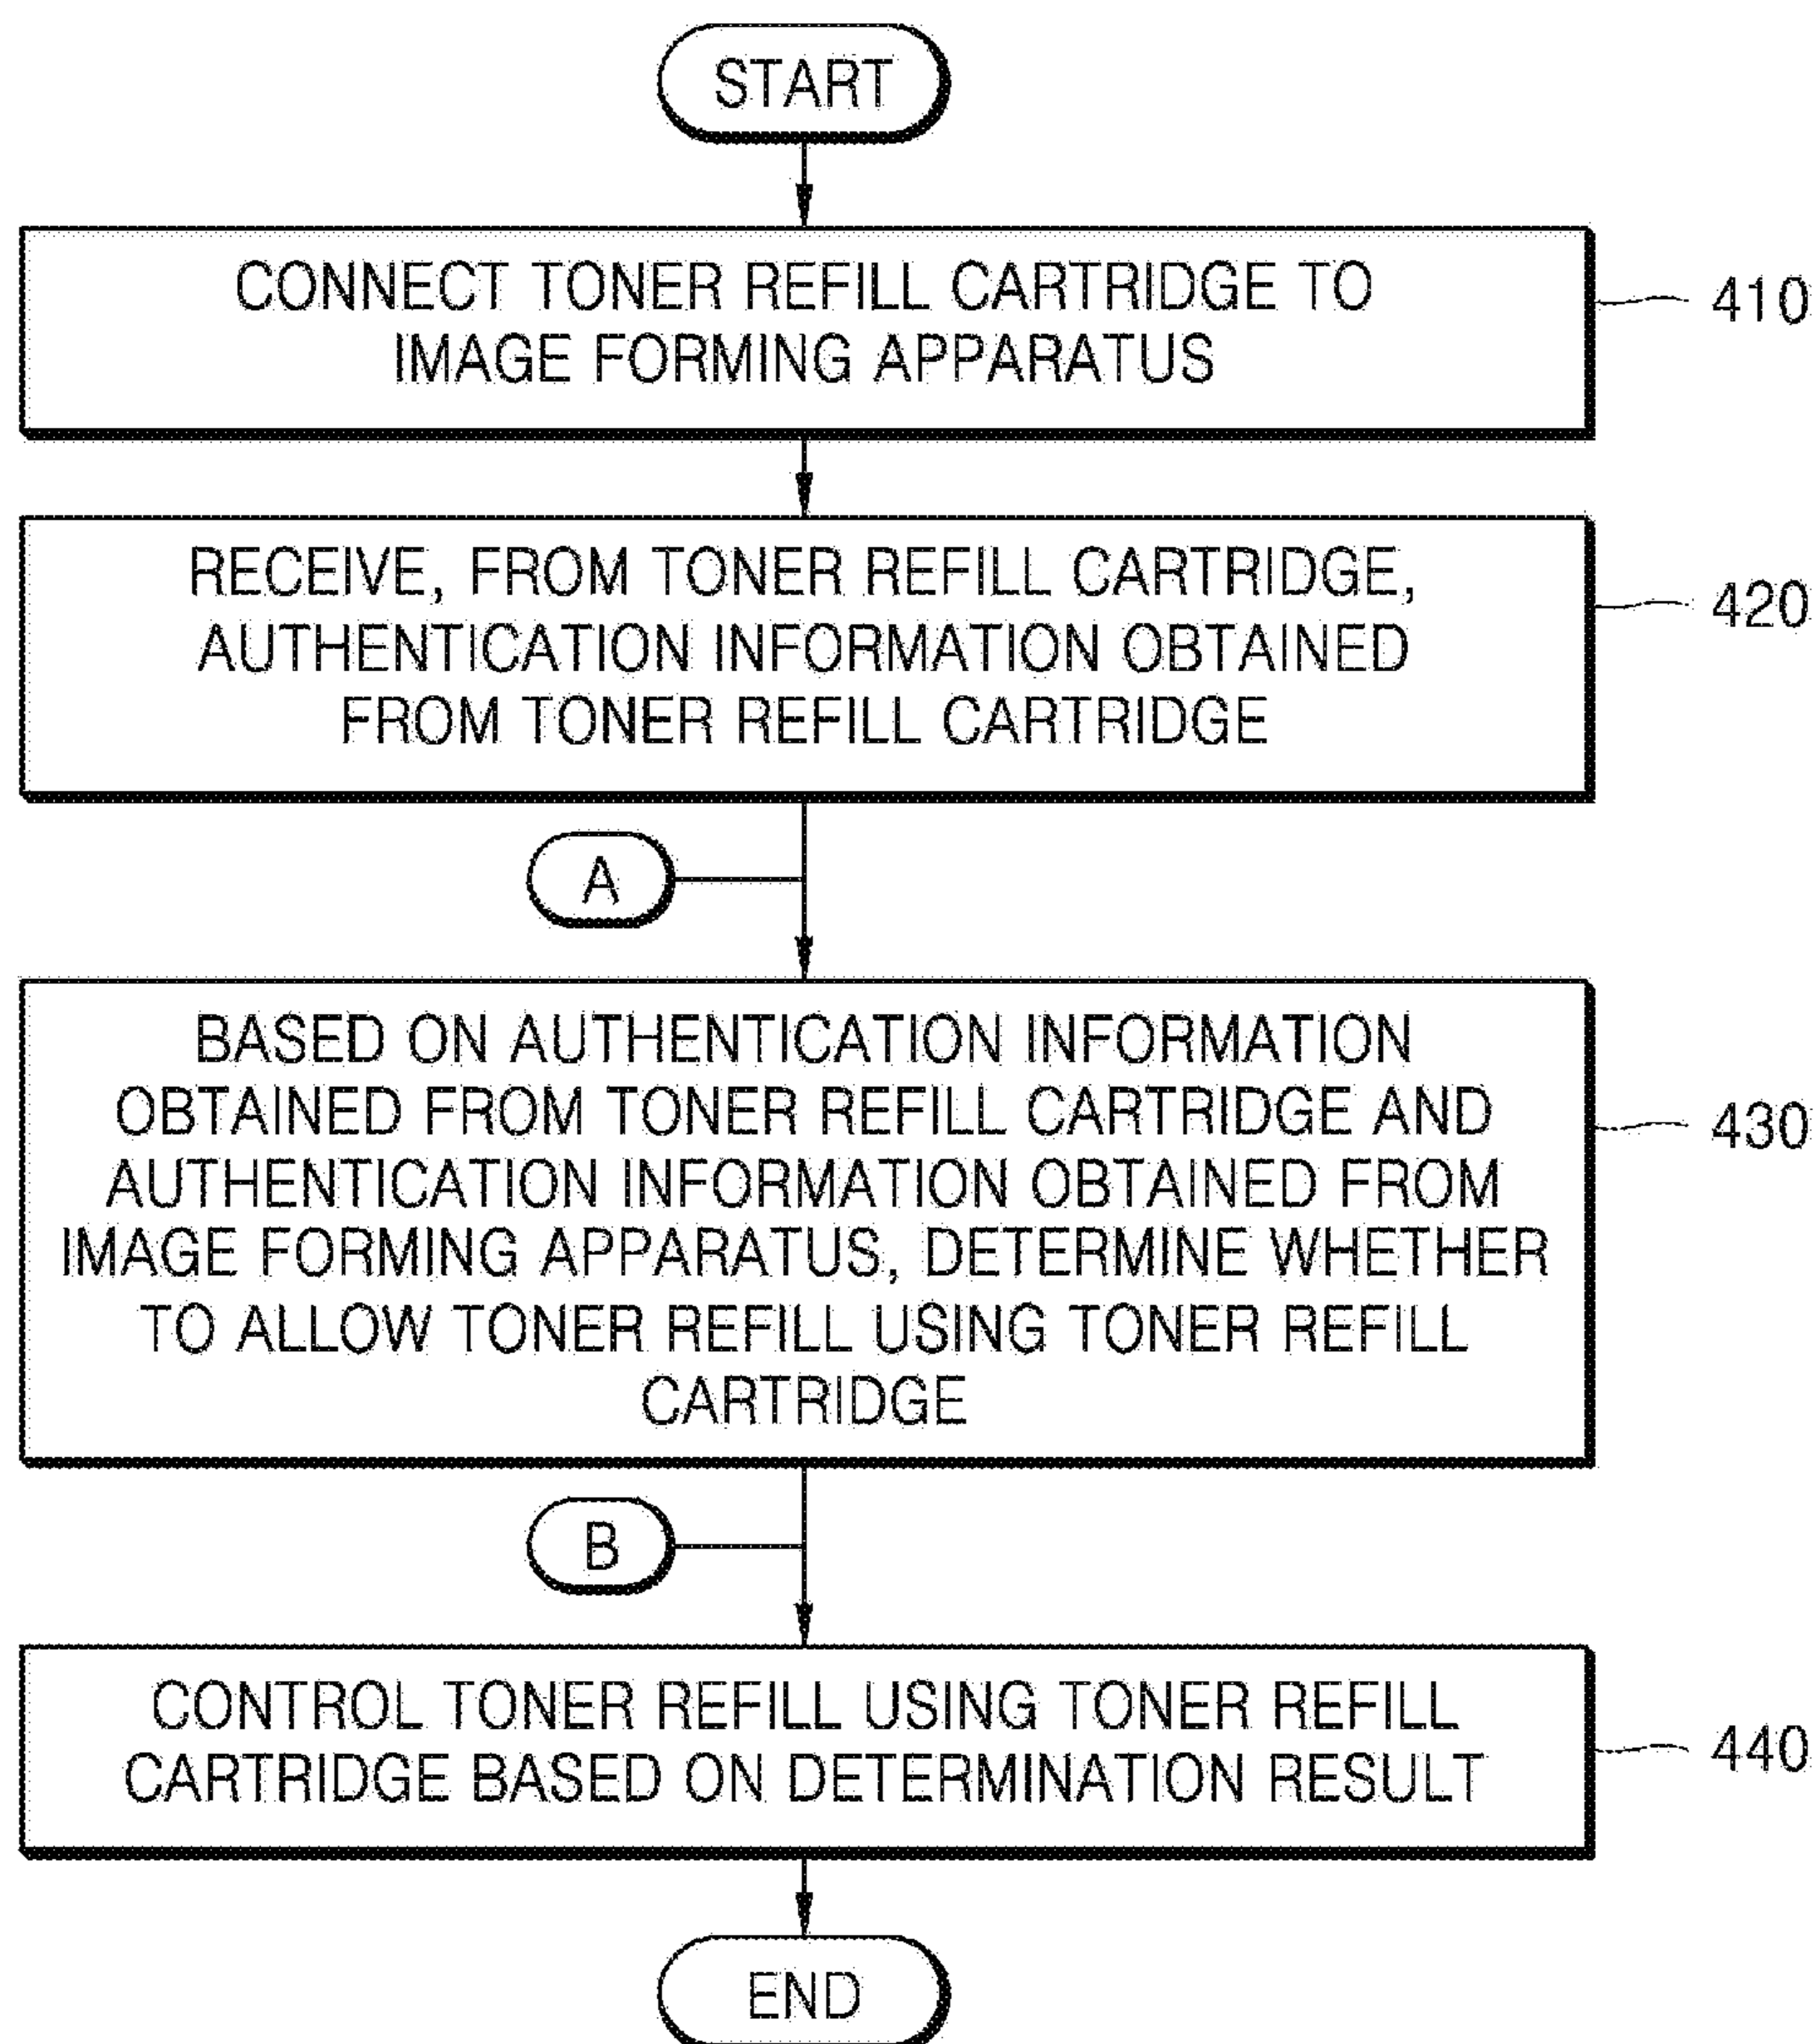 START
CONNECT TONER REFILL CARTRIDGE TO
IMAGE FORMING APPARATUS
410
RECEIVE, FROM TONER REFILL CARTRIDGE,
AUTHENTICATION INFORMATION OBTAINED
FROM TONER REFILL CARTRIDGE
420
A
BASED ON AUTHENTICATION INFORMATION
OBTAINED FROM TONER REFILL CARTRIDGE AND
AUTHENTICATION INFORMATION OBTAINED FROM
IMAGE FORMING APPARATUS, DETERMINE WHETHER
TO ALLOW TONER REFILL USING TONER REFILL
CARTRIDGE
430
B
CONTROL TONER REFILL USING TONER REFILL
CARTRIDGE BASED ON DETERMINATION RESULT
440
END